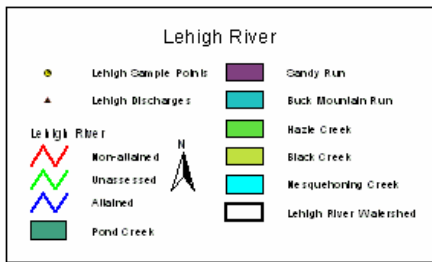 Lehigh River
Lehigh Sample Points
Lehigh Discharges
Lehigh River
Non-attained
Unassessed
Attained
Pond Creek
N
Sandy Run
Buck Mountain Run
Hazle Creek
Black Creek
Nesquehoning Creek
Lehigh River Watershed